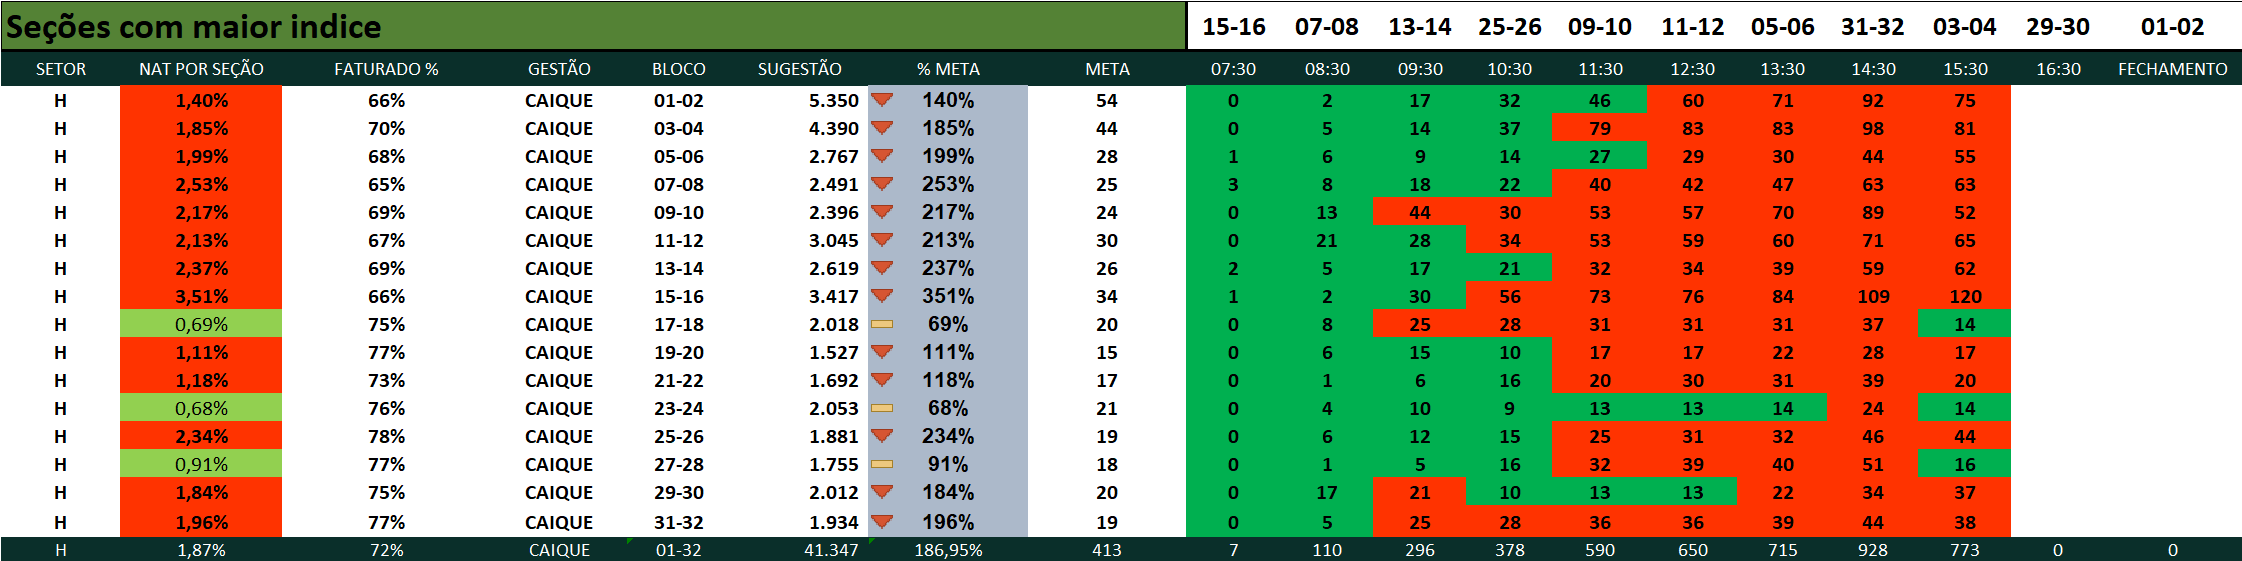 Seções com maior indice 15-16 07-08 13-14 25-26 09-10 11-12 05-06 31-32 03-04 29-30 01-02
SETOR NAT POR SEÇÃO FATURADO % GESTÃO BLOCO SUGESTÃO % META META 07:30 08:30 09:30 10:30 11:30 12:30 13:30 14:30 15:30 16:30 FECHAMENTO
H 1,40% 66% CAIQUE 01-02 5.350 140% 54 0 2 17 32 46 60 71 92 75
H 1,85% 70% CAIQUE 03-04 4.390 185% 44 0 5 14 37 79 83 83 98 81
H 1,99% 68% CAIQUE 05-06 2.767 199% 28 1 6 9 14 27 29 30 44 55
H 2,53% 65% CAIQUE 07-08 2.491 253% 25 3 8 18 22 40 42 47 63 63
H 2,17% 69% CAIQUE 09-10 2.396 217% 24 0 13 44 30 53 57 70 89 52
H 2,13% 67% CAIQUE 11-12 3.045 213% 30 0 21 28 34 53 59 60 71 65
H 2,37% 69% CAIQUE 13-14 2.619 237% 26 2 5 17 21 32 34 39 59 62
H 3,51% 66% CAIQUE 15-16 3.417 351% 34 1 2 30 56 73 76 84 109 120
H 0,69% 75% CAIQUE 17-18 2.018 69% 20 0 8 25 28 31 31 31 37 14
H 1,11% 77% CAIQUE 19-20 1.527 111% 15 0 6 15 10 17 17 22 28 17
H 1,18% 73% CAIQUE 21-22 1.692 118% 17 0 1 6 16 20 30 31 39 20
H 0,68% 76% CAIQUE 23-24 2.053 68% 21 0 4 10 9 13 13 14 24 14
H 2,34% 78% CAIQUE 25-26 1.881 234% 19 0 6 12 15 25 31 32 46 44
H 0,91% 77% CAIQUE 27-28 1.755 91% 18 0 1 5 16 32 39 40 51 16
H 1,84% 75% CAIQUE 29-30 2.012 184% 20 0 17 21 10 13 13 22 34 37
H 1,96% 77% CAIQUE 31-32 1.934 196% 19 0 5 25 28 36 36 39 44 38
H 1,87% 72% CAIQUE 01-32 41.347 186,95% 413 7 110 296 378 590 650 715 928 773 0 0